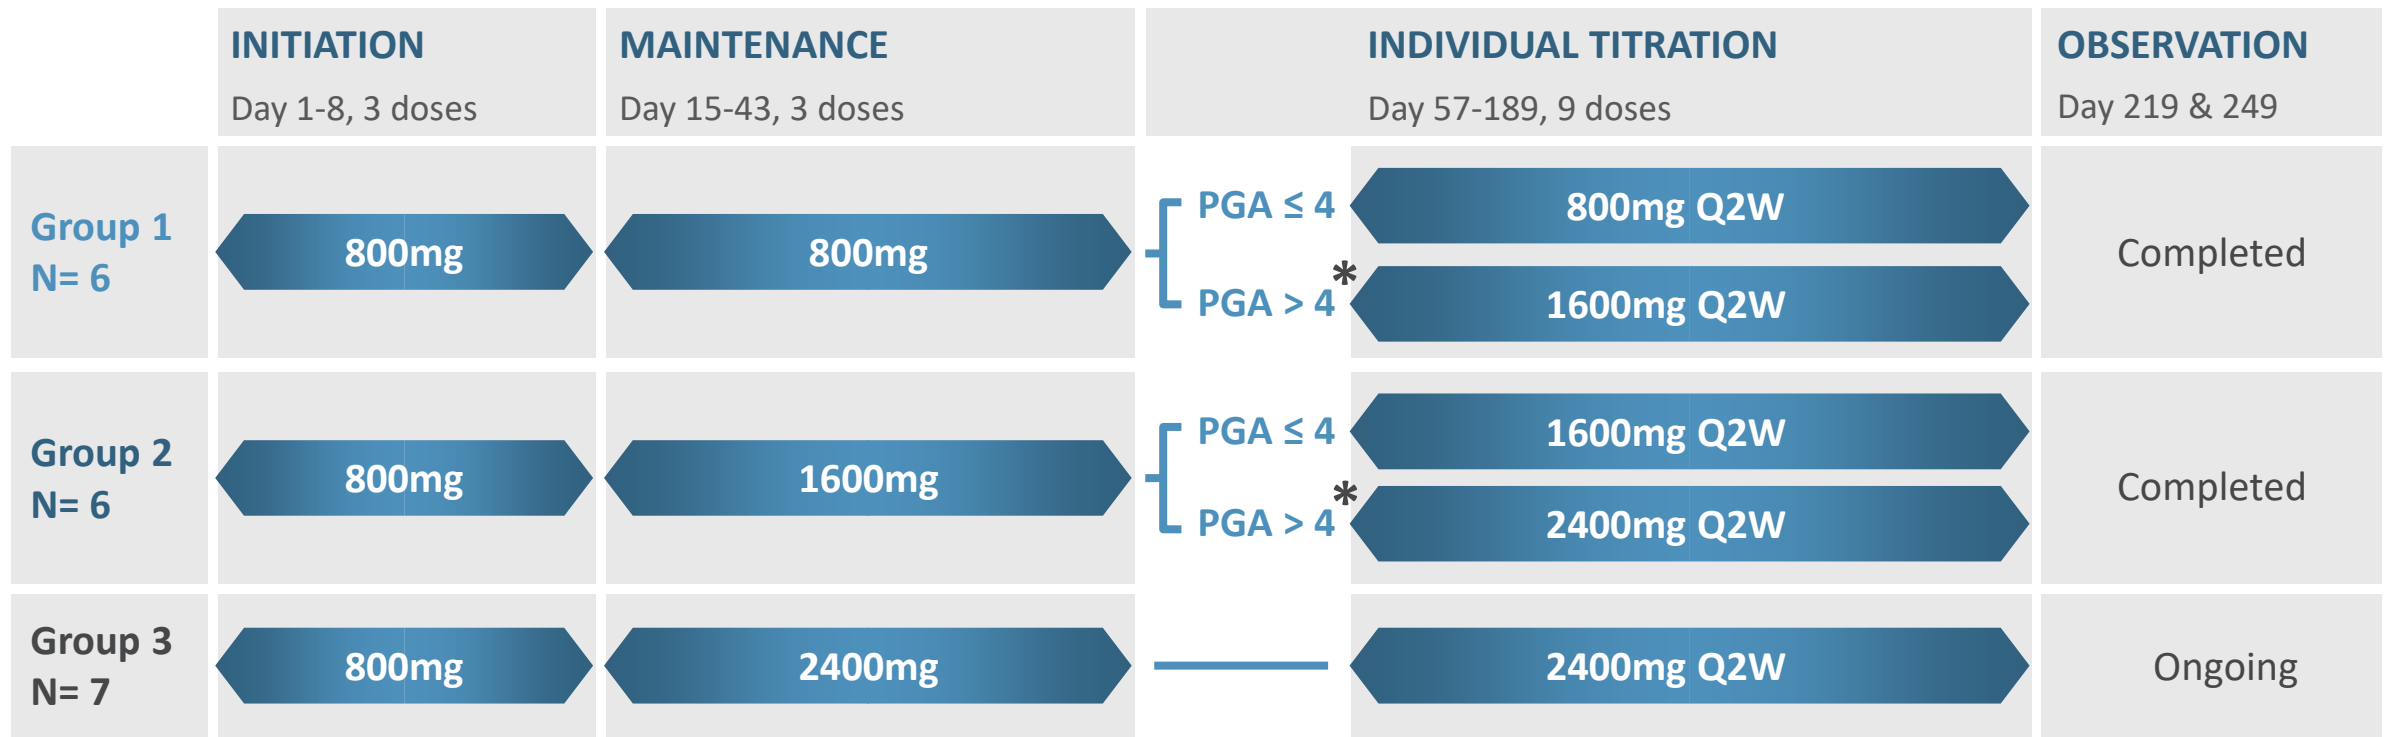 INITIATION
Day 1-8, 3 doses
MAINTENANCE
Day 15-43, 3 doses
INDIVIDUAL TITRATION
Day 57-189, 9 doses
OBSERVATION
Day 219 & 249
Group 1
N= 6
800mg
800mg
PGA ≤ 4
800mg Q2W
PGA > 4*
1600mg Q2W
Completed
Group 2
N= 6
800mg
1600mg
PGA ≤ 4
1600mg Q2W
PGA > 4*
2400mg Q2W
Completed
Group 3
N= 7
800mg
2400mg
2400mg Q2W
Ongoing